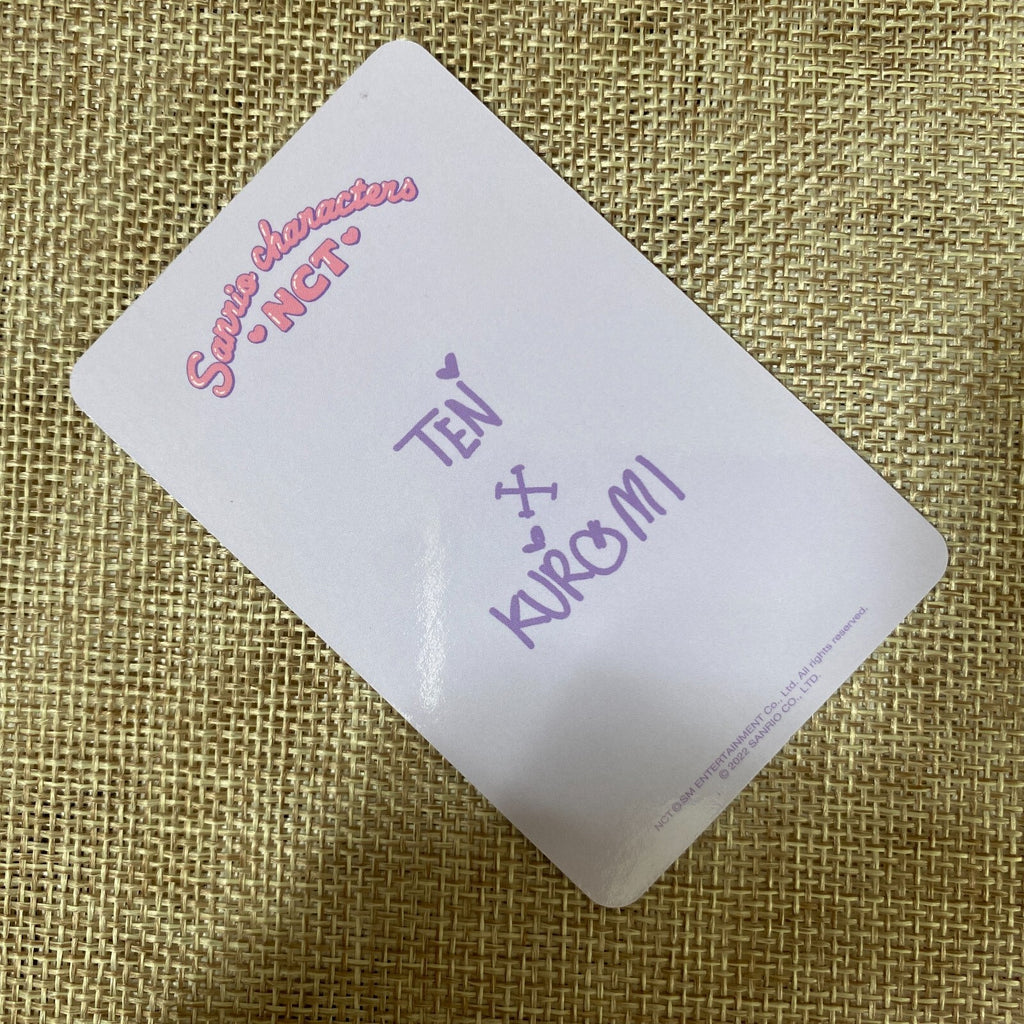 Sanrio characters
NCT
TEN
X
KUROMI
NCT © SM ENTERTAINMENT Co., Ltd. All rights reserved.
© 2022 SANRIO CO., LTD.